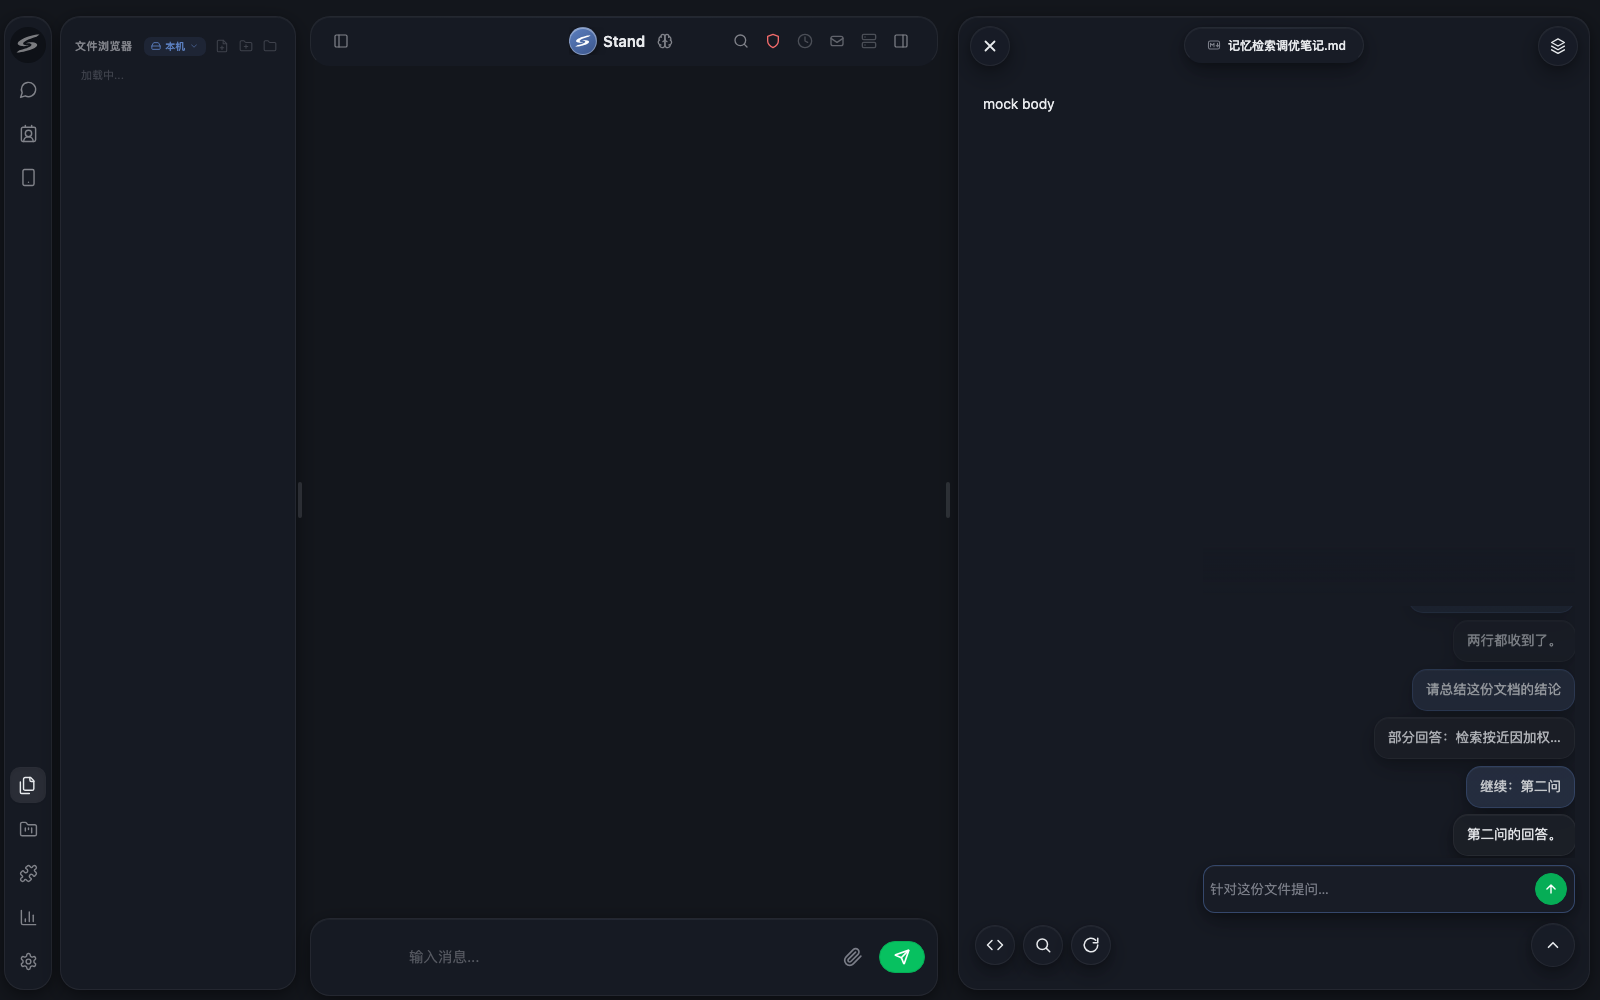 文件浏览器
本机
加载中...
Stand
输入消息...
记忆检索调优笔记.md
mock body
两行都收到了。
请总结这份文档的结论
部分回答：检索按近因加权...
继续：第二问
第二问的回答。
针对这份文件提问...